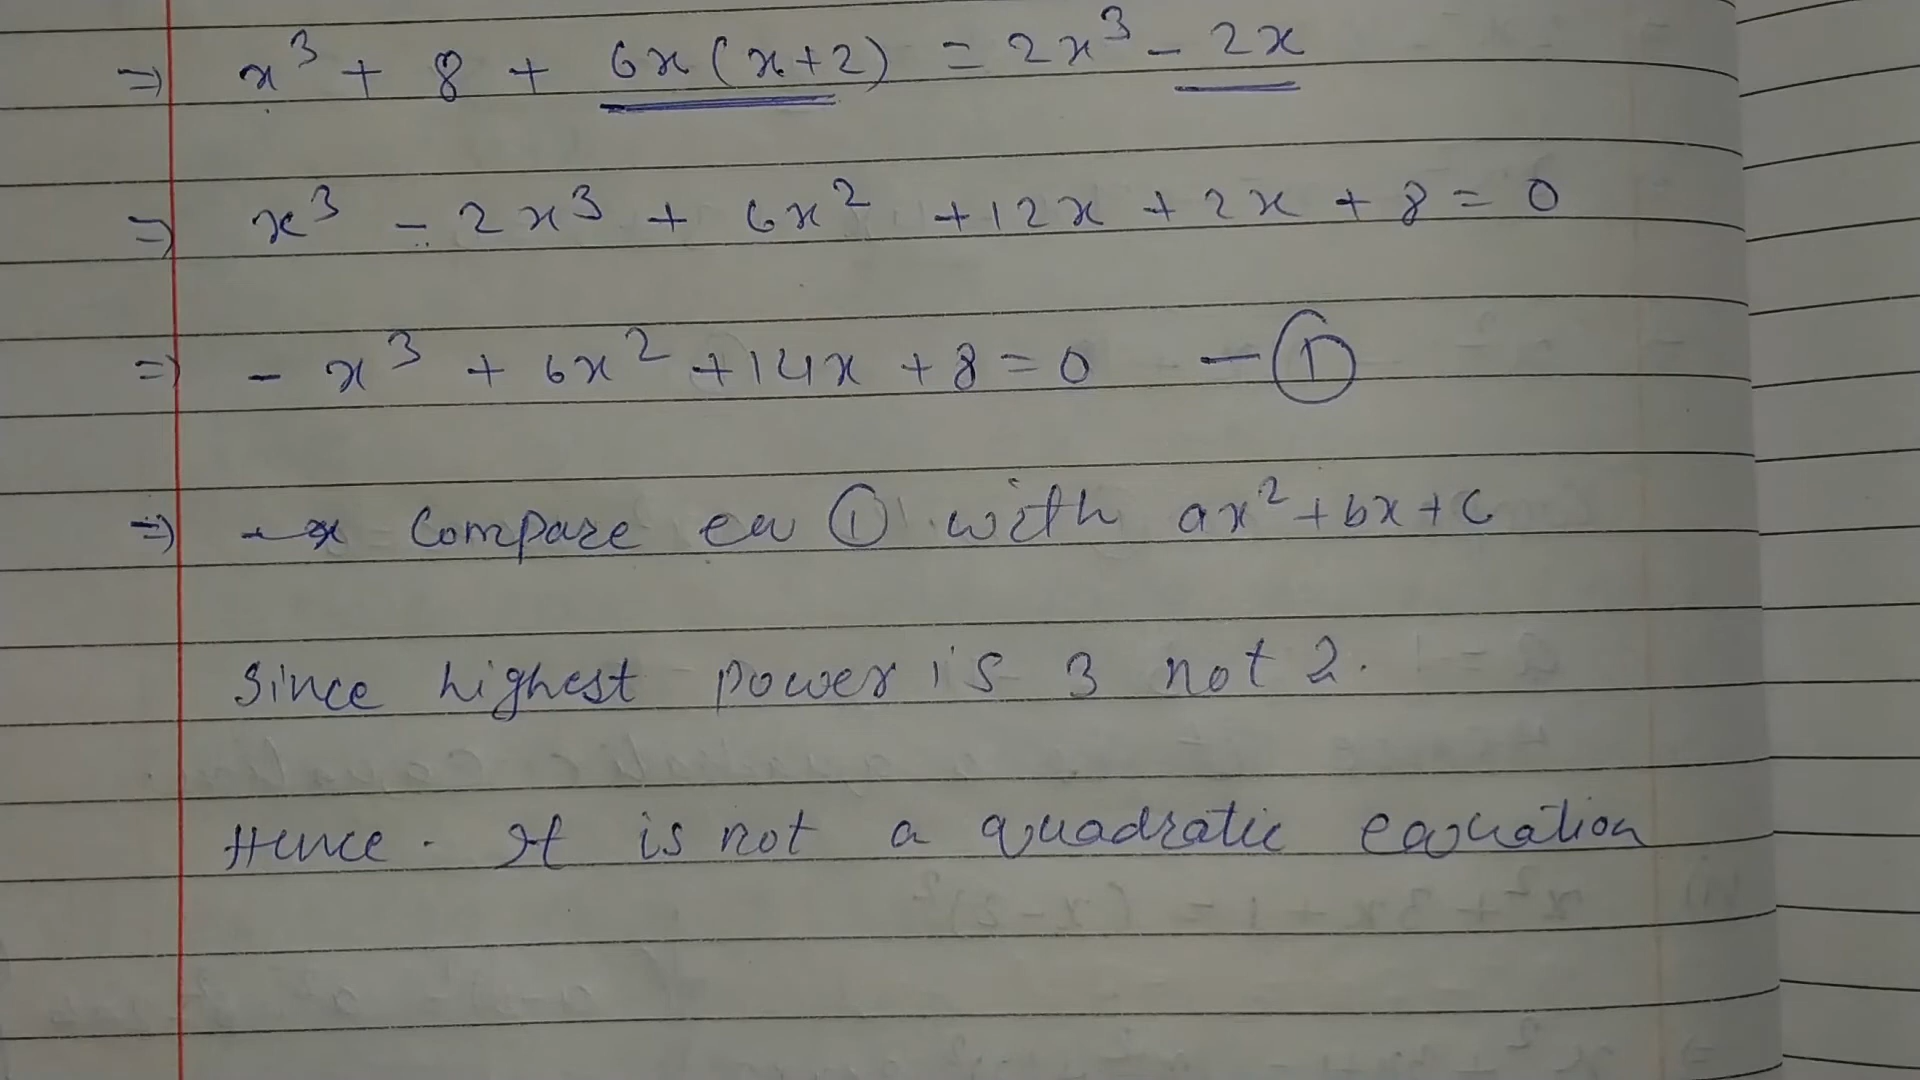 ⇒ x³ + 8 + 6x(x+2) = 2x³ - 2x
⇒ x³ - 2x³ + 6x² + 12x + 2x + 8 = 0
⇒ - x³ + 6x² + 14x + 8 = 0 — ①
⇒ Compare eq ① with ax² + bx + c
Since highest power is 3 not 2.
Hence. It is not a quadratic equation